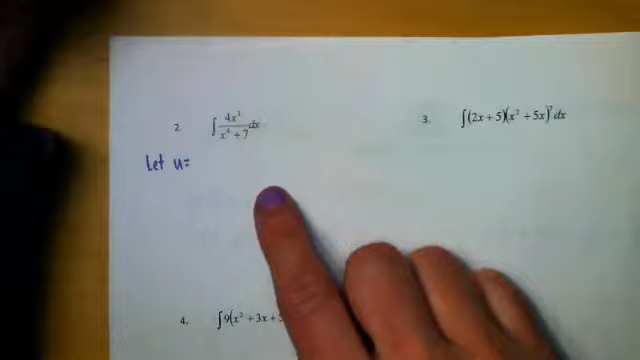 2. ∫ 4x³ / x⁴ + 7 dx
3. ∫(2x + 5)(x² + 5x)⁷ dx
Let u=
4. ∫9(x² + 3x +